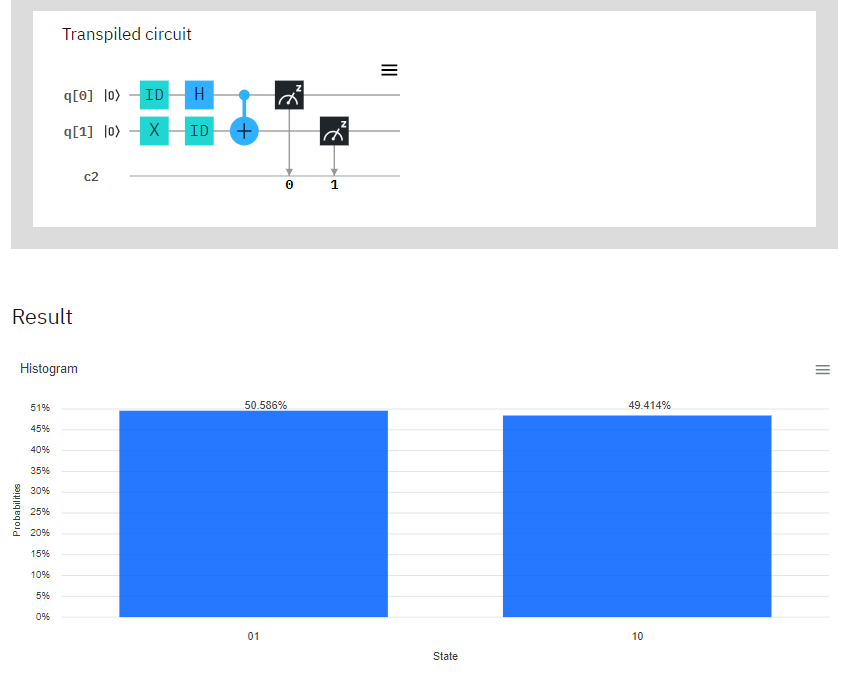 Transpiled circuit
q[0] |0⟩ ID H z
q[1] |0⟩ X ID + z
c2
0 1
Result
Histogram
50.586% 49.414%
51%
45%
40%
35%
30%
25%
20%
15%
10%
5%
0%
Probabilities
01 10
State